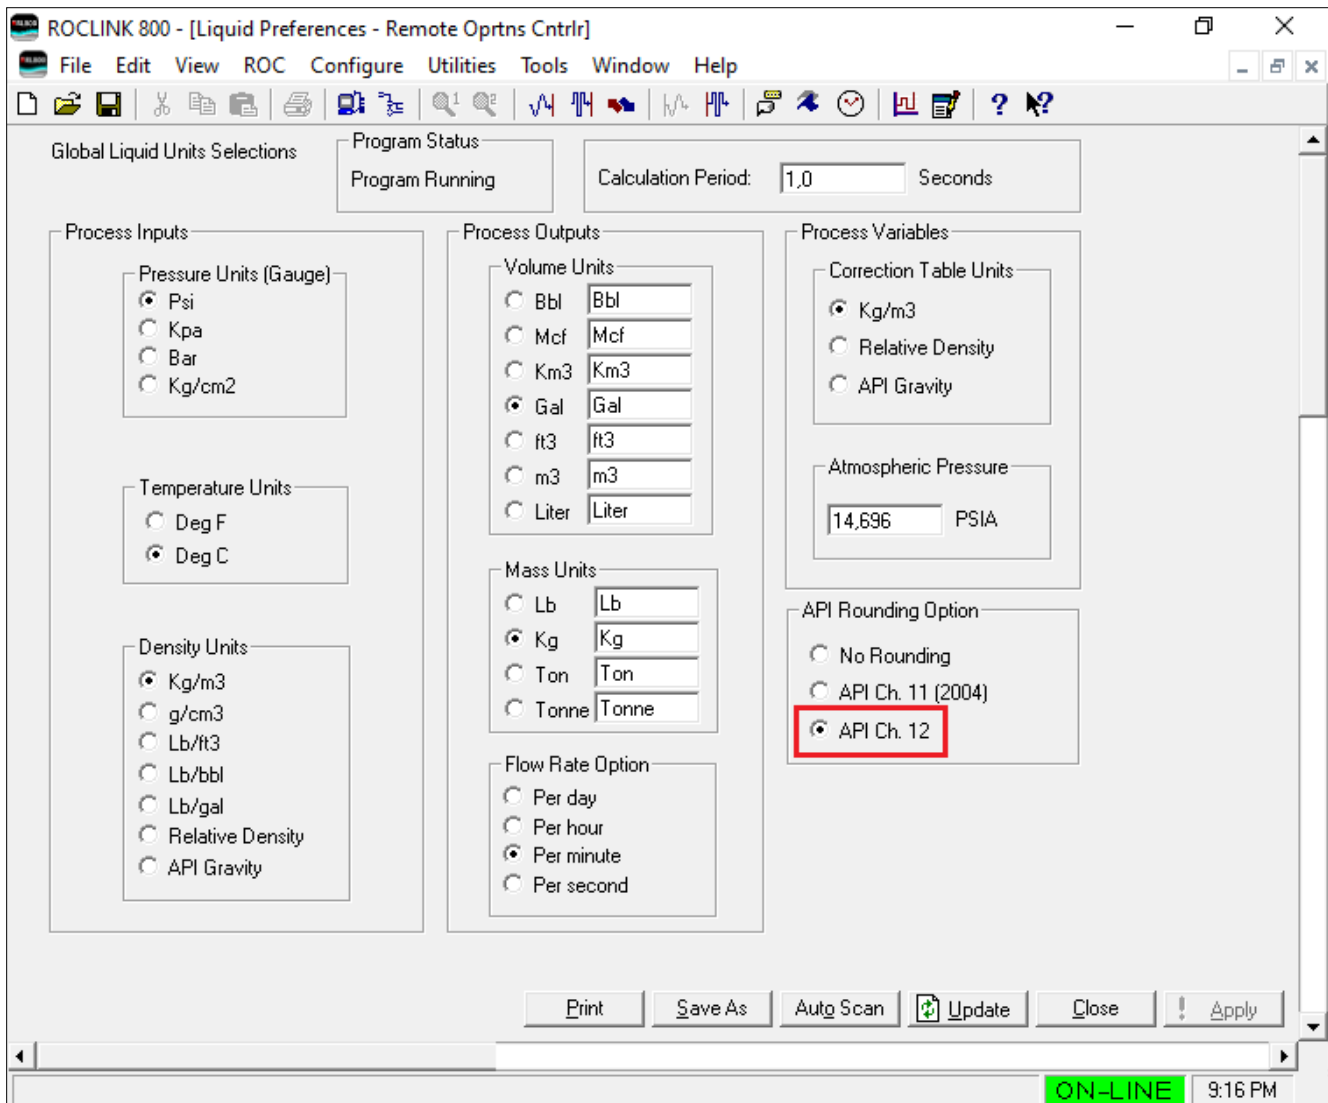 ROCLINK 800 - [Liquid Preferences - Remote Oprtns Cntrlr]
File Edit View ROC Configure Utilities Tools Window Help
Global Liquid Units Selections
Program Status
Program Running
Calculation Period: 1,0 Seconds
Process Inputs
Pressure Units (Gauge)
Psi
Kpa
Bar
Kg/cm2
Temperature Units
Deg F
Deg C
Density Units
Kg/m3
g/cm3
Lb/ft3
Lb/bbl
Lb/gal
Relative Density
API Gravity
Process Outputs
Volume Units
Bbl Bbl
Mcf Mcf
Km3 Km3
Gal Gal
ft3 ft3
m3 m3
Liter Liter
Mass Units
Lb Lb
Kg Kg
Ton Ton
Tonne Tonne
Flow Rate Option
Per day
Per hour
Per minute
Per second
Process Variables
Correction Table Units
Kg/m3
Relative Density
API Gravity
Atmospheric Pressure
14,696 PSIA
API Rounding Option
No Rounding
API Ch. 11 (2004)
API Ch. 12
Print Save As Auto Scan Update Close Apply
ON-LINE 9:16 PM